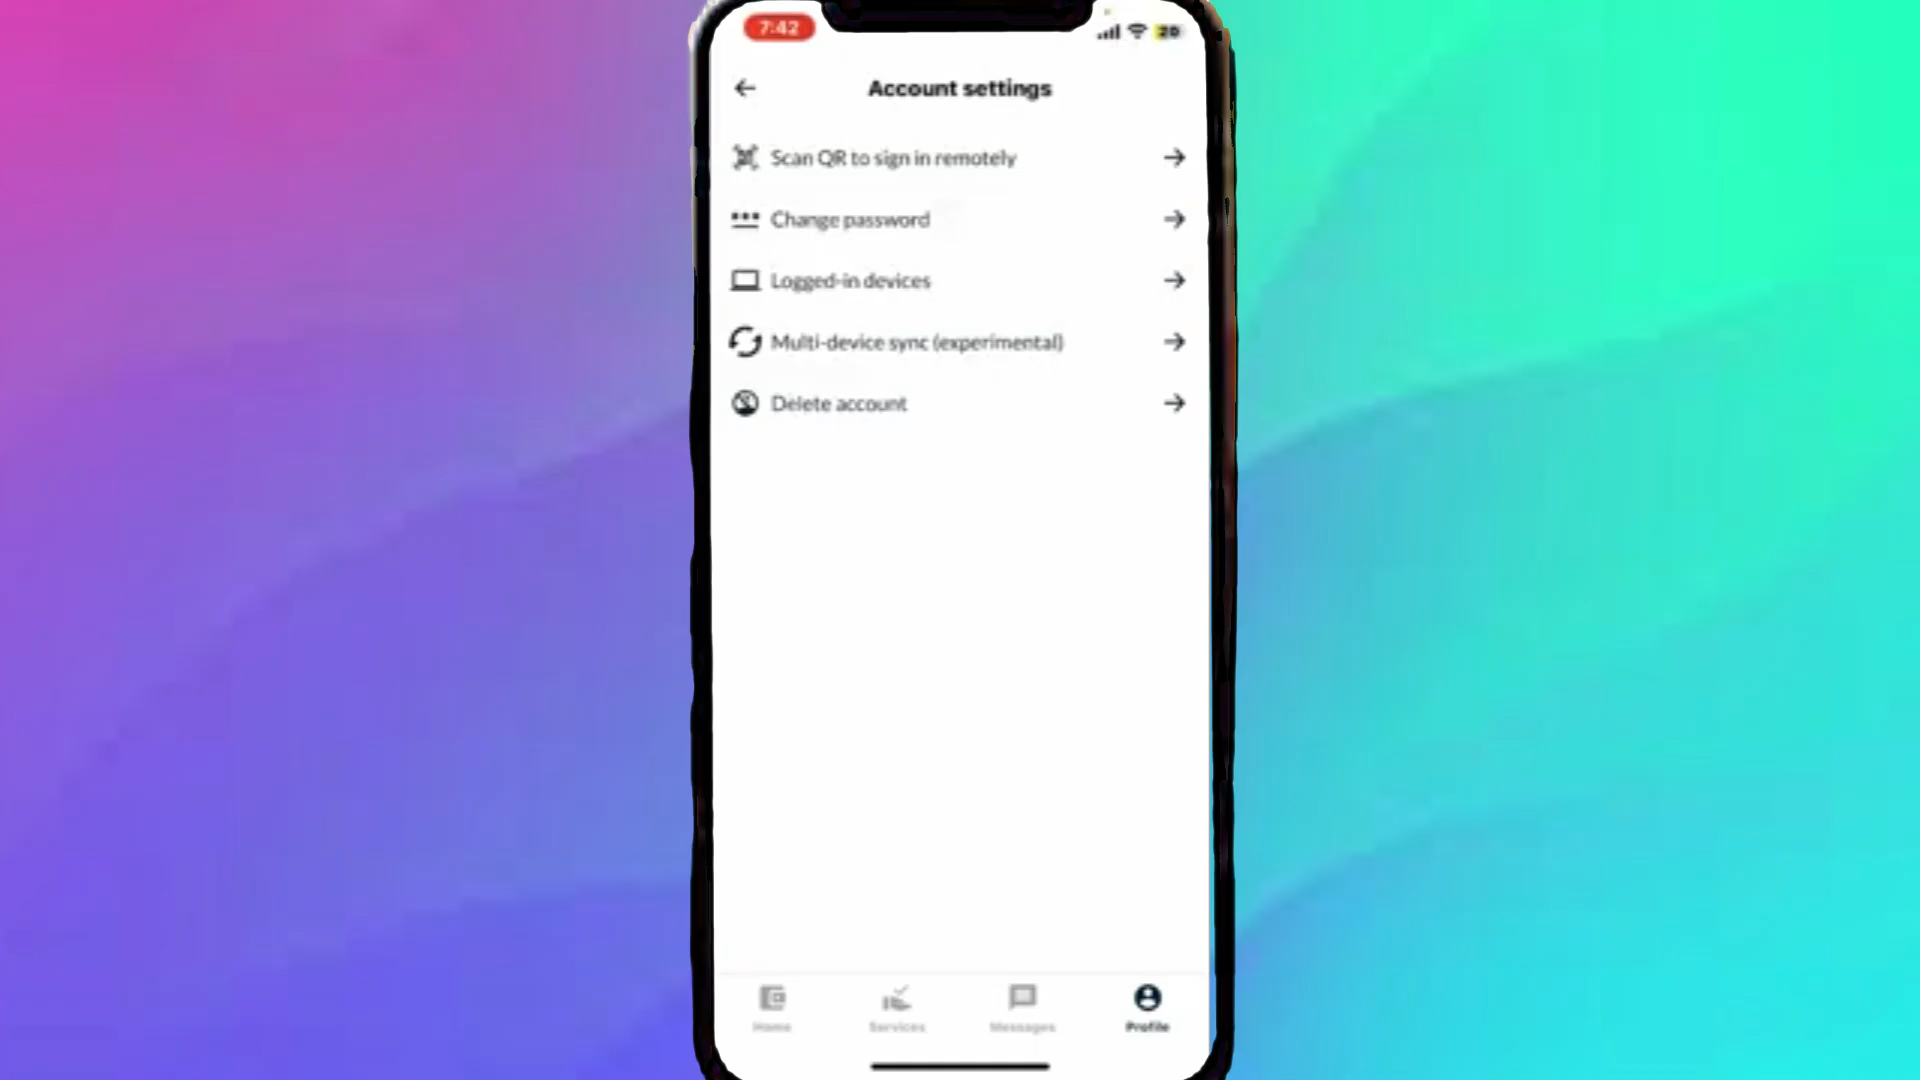 7:42
20
Account settings
Scan QR to sign in remotely
Change password
Logged-in devices
Multi-device sync (experimental)
Delete account
Home
Services
Messages
Profile